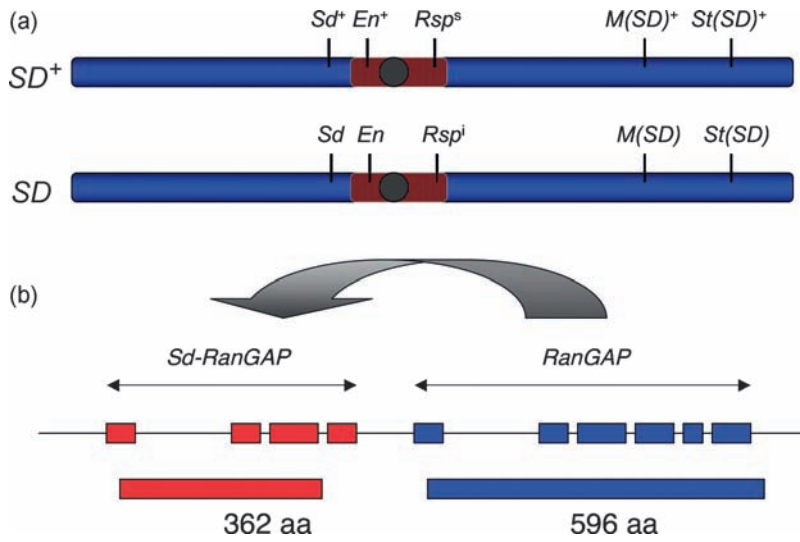 (a)
Sd⁺ En⁺ Rspˢ M(SD)⁺ St(SD)⁺
SD⁺
Sd En Rspⁱ M(SD) St(SD)
SD
(b)
Sd-RanGAP RanGAP
362 aa 596 aa